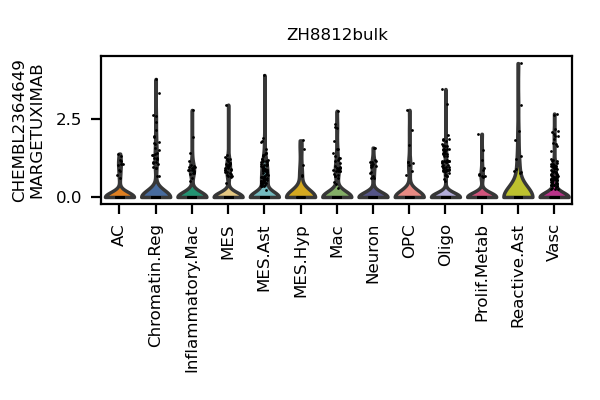 ZH8812bulk
CHEMBL2364649
MARGETUXIMAB
2.5
0.0
AC
Chromatin.Reg
Inflammatory.Mac
MES
MES.Ast
MES.Hyp
Mac
Neuron
OPC
Oligo
Prolif.Metab
Reactive.Ast
Vasc